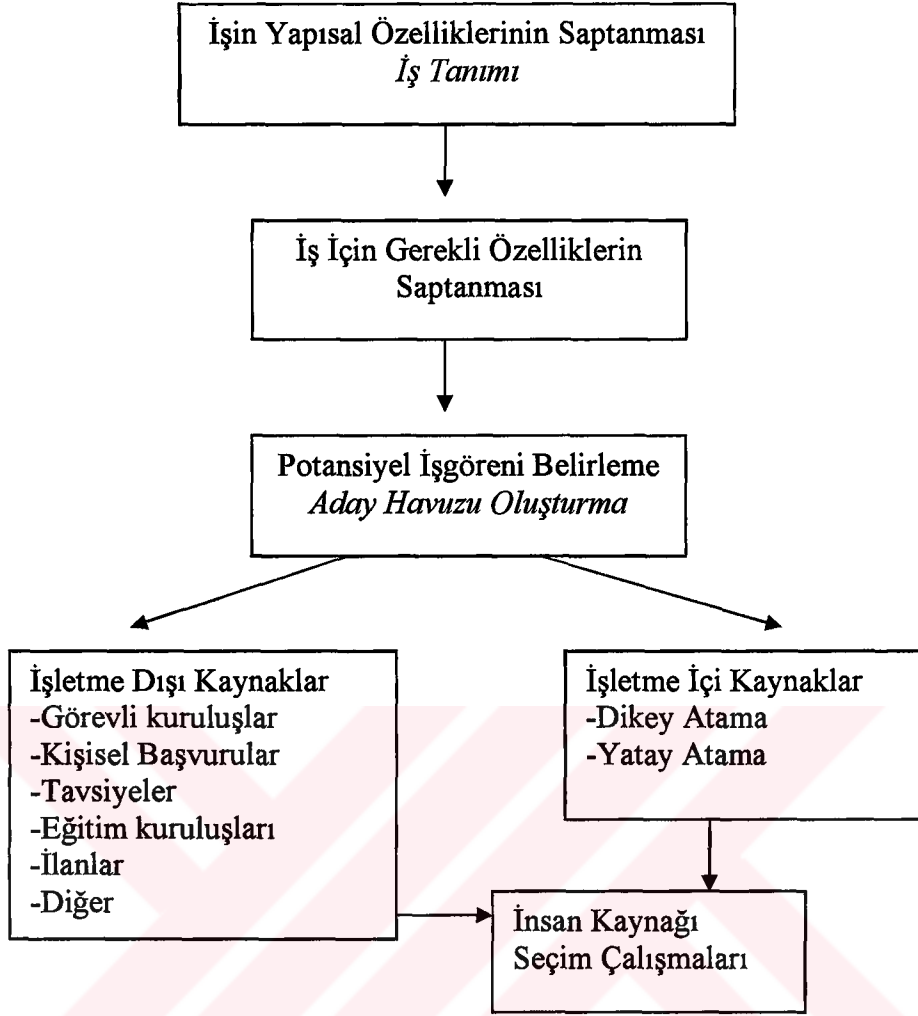 İşin Yapısal Özelliklerinin Saptanması
İş Tanımı
İş İçin Gerekli Özelliklerin
Saptanması
Potansiyel İşgöreni Belirleme
Aday Havuzu Oluşturma
İşletme Dışı Kaynaklar
-Görevli kuruluşlar
-Kişisel Başvurular
-Tavsiyeler
-Eğitim kuruluşları
-İlanlar
-Diğer
İşletme İçi Kaynaklar
-Dikey Atama
-Yatay Atama
İnsan Kaynağı
Seçim Çalışmaları